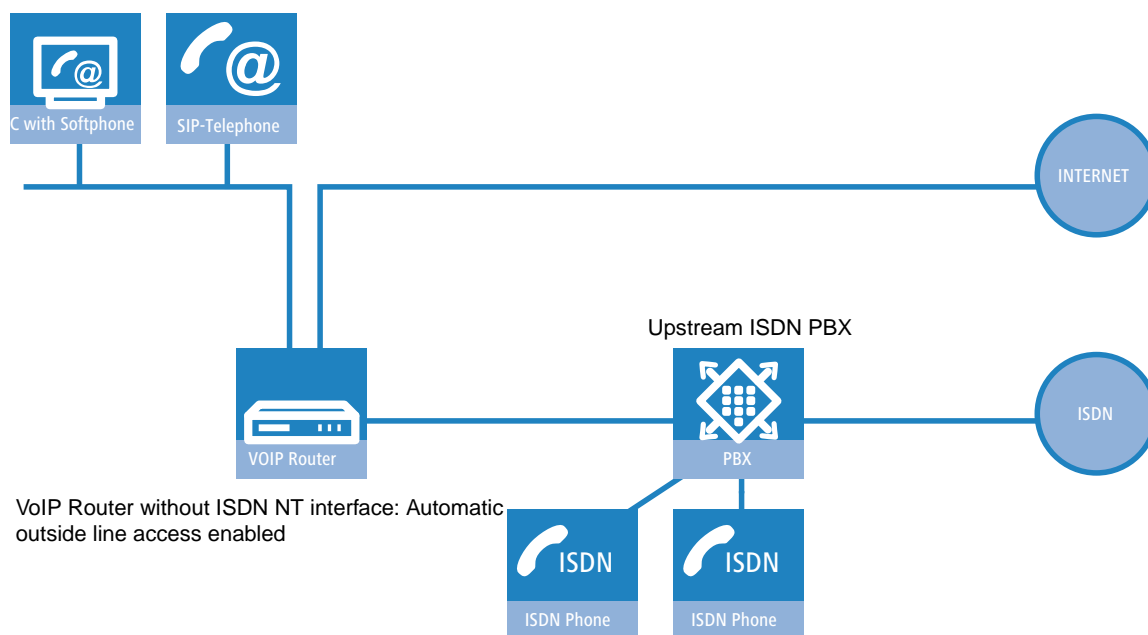 @
@
C with Softphone
SIP-Telephone
INTERNET
Upstream ISDN PBX
VOIP Router
PBX
ISDN
VoIP Router without ISDN NT interface: Automatic
outside line access enabled
ISDN
ISDN
ISDN Phone
ISDN Phone